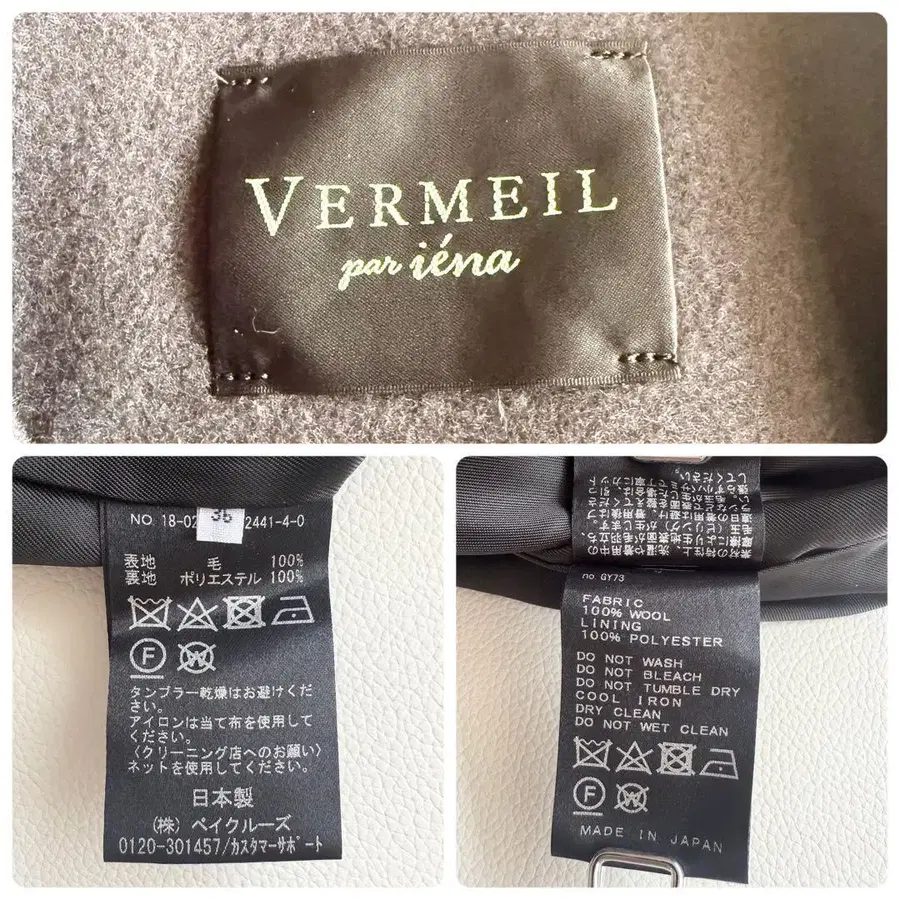 VERMEIL
par iéna
NO. 18-02 2441-4-0
36
表地 毛 100%
裏地 ポリエステル 100%
F W
タンブラー乾燥はお避けくだ
さい。
アイロンは当て布を使用して
ください。
〈クリーニング店へのお願い〉
ネットを使用してください。
日本製
(株) ベイクルーズ
0120-301457/カスタマーサポート
no GY73
FABRIC
100% WOOL
LINING
100% POLYESTER
DO NOT WASH
DO NOT BLEACH
DO NOT TUMBLE DRY
COOL IRON
DRY CLEAN
DO NOT WET CLEAN
F W
MADE IN JAPAN